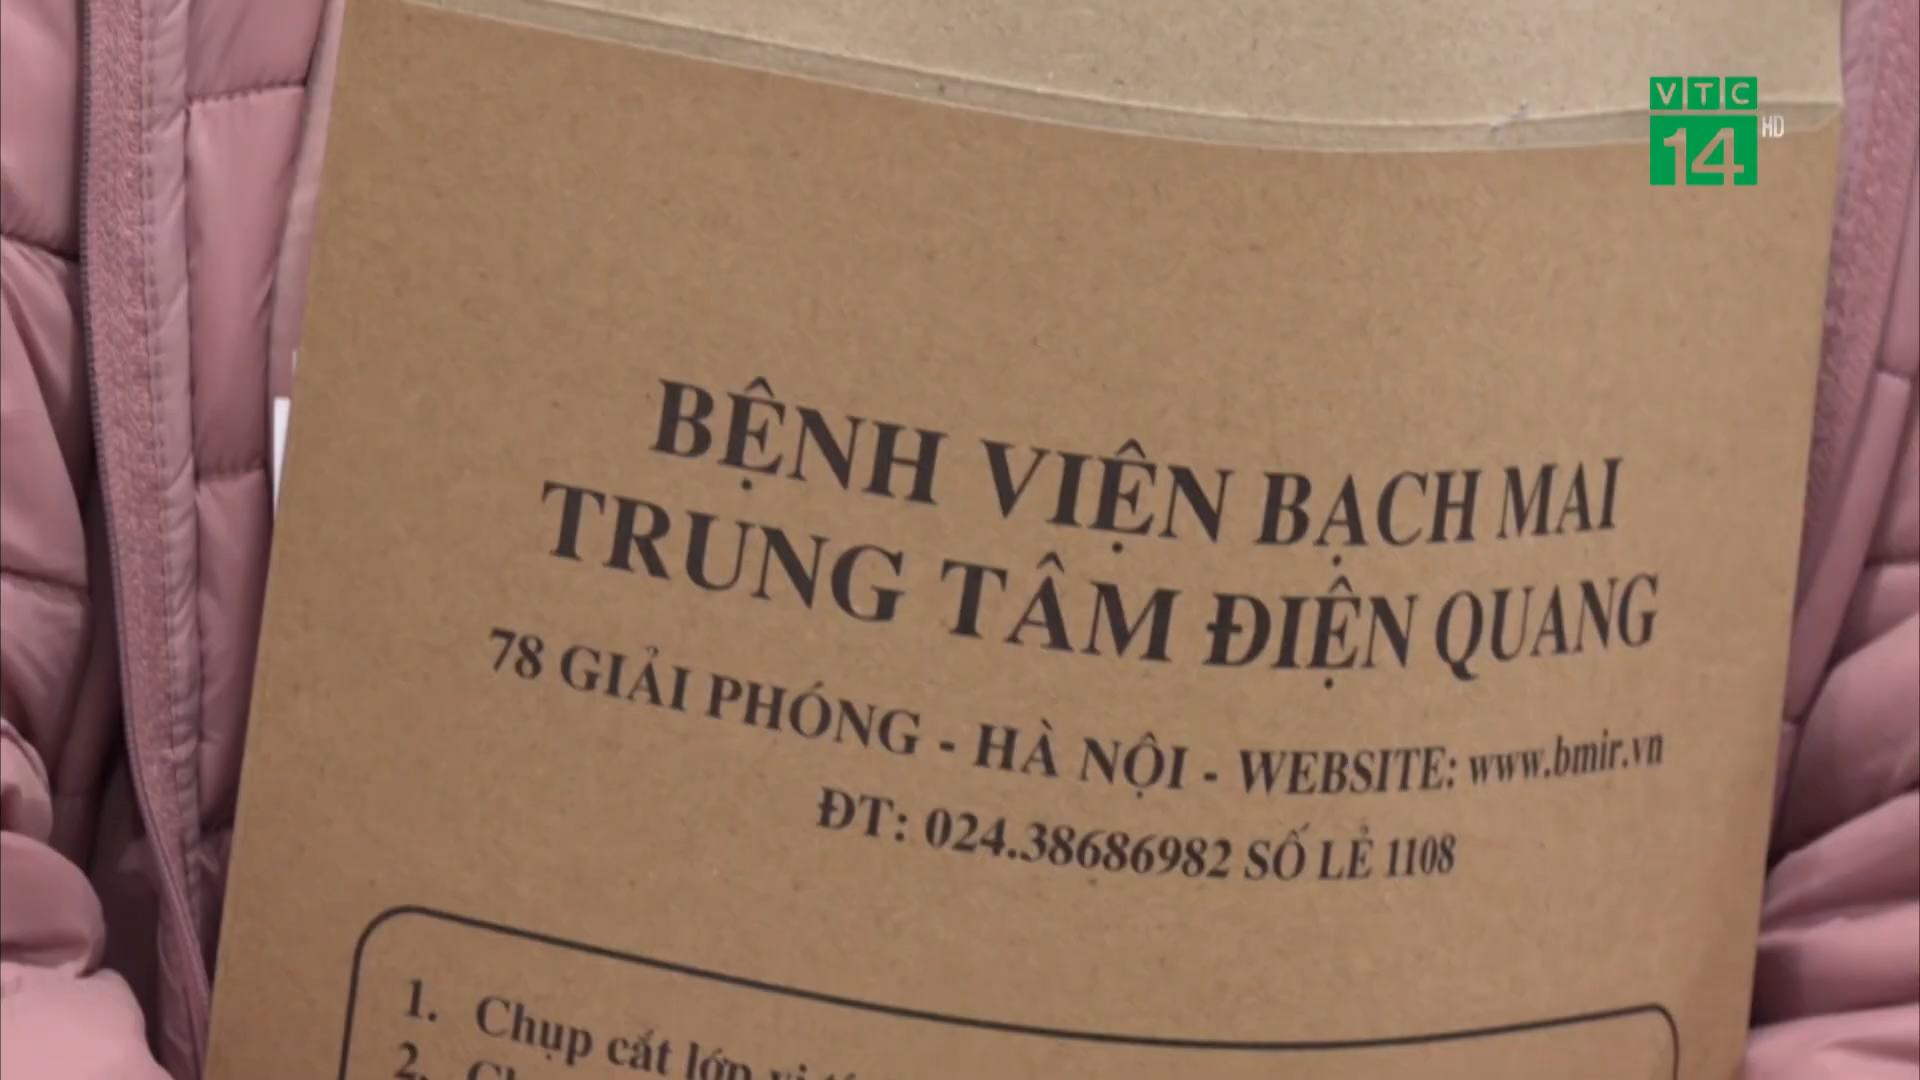 VTC
14 HD
BỆNH VIỆN BẠCH MAI
TRUNG TÂM ĐIỆN QUANG
78 GIẢI PHÓNG - HÀ NỘI - WEBSITE: www.bmir.vn
ĐT: 024.38686982 SỐ LẺ 1108
1. Chụp cắt lớp vi
2.